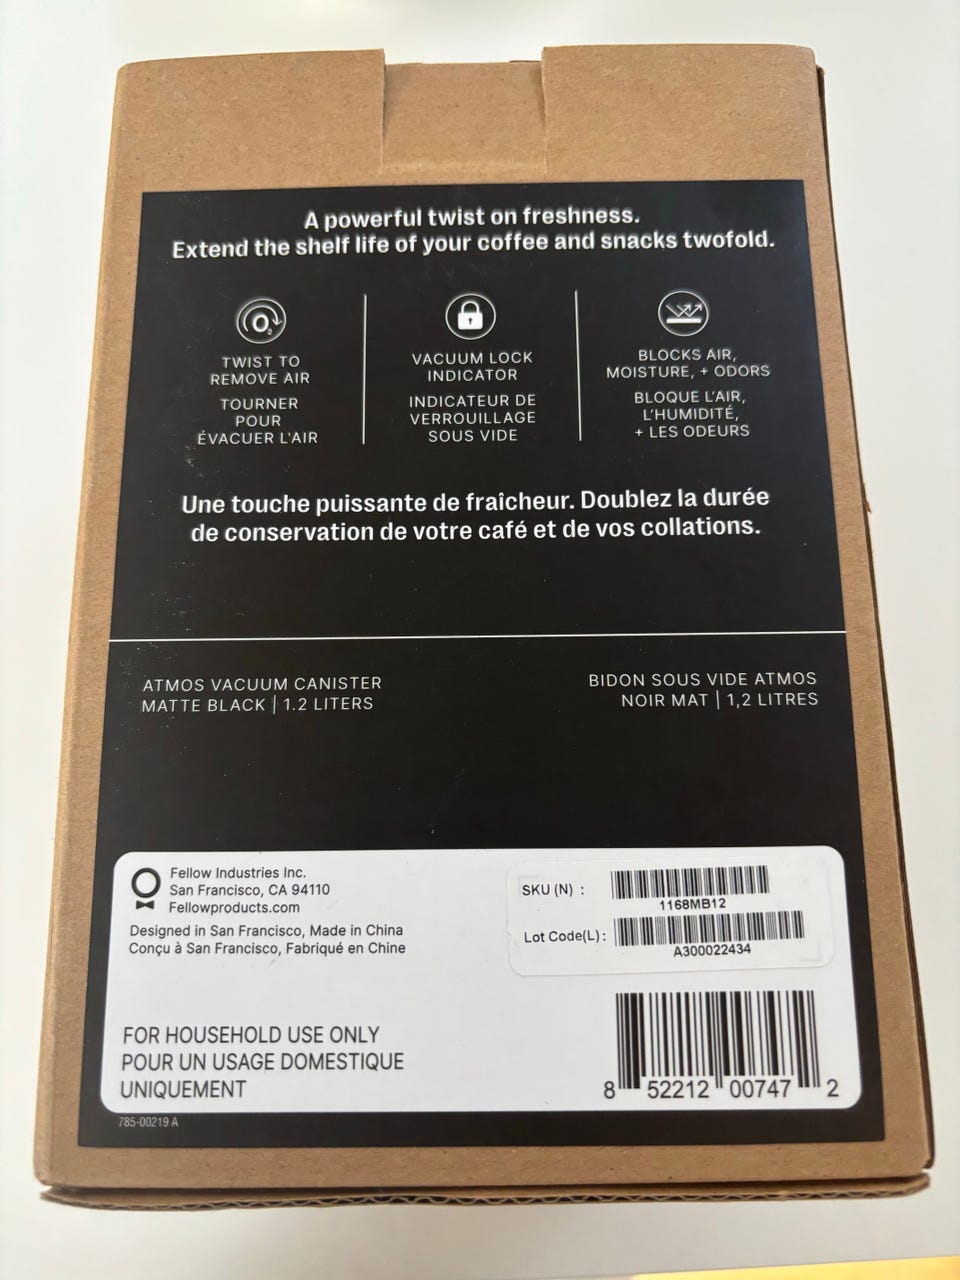 A powerful twist on freshness.
Extend the shelf life of your coffee and snacks twofold.
O2
TWIST TO
REMOVE AIR
TOURNER
POUR
ÉVACUER L'AIR
VACUUM LOCK
INDICATOR
INDICATEUR DE
VERROUILLAGE
SOUS VIDE
BLOCKS AIR,
MOISTURE, + ODORS
BLOQUE L'AIR,
L'HUMIDITÉ,
+ LES ODEURS
Une touche puissante de fraîcheur. Doublez la durée
de conservation de votre café et de vos collations.
ATMOS VACUUM CANISTER
MATTE BLACK | 1.2 LITERS
BIDON SOUS VIDE ATMOS
NOIR MAT | 1,2 LITRES
Fellow Industries Inc.
San Francisco, CA 94110
Fellowproducts.com
Designed in San Francisco, Made in China
Conçu à San Francisco, Fabriqué en Chine
SKU (N) :
1168MB12
Lot Code(L):
A300022434
FOR HOUSEHOLD USE ONLY
POUR UN USAGE DOMESTIQUE
UNIQUEMENT
8 52212 00747 2
785-00219 A